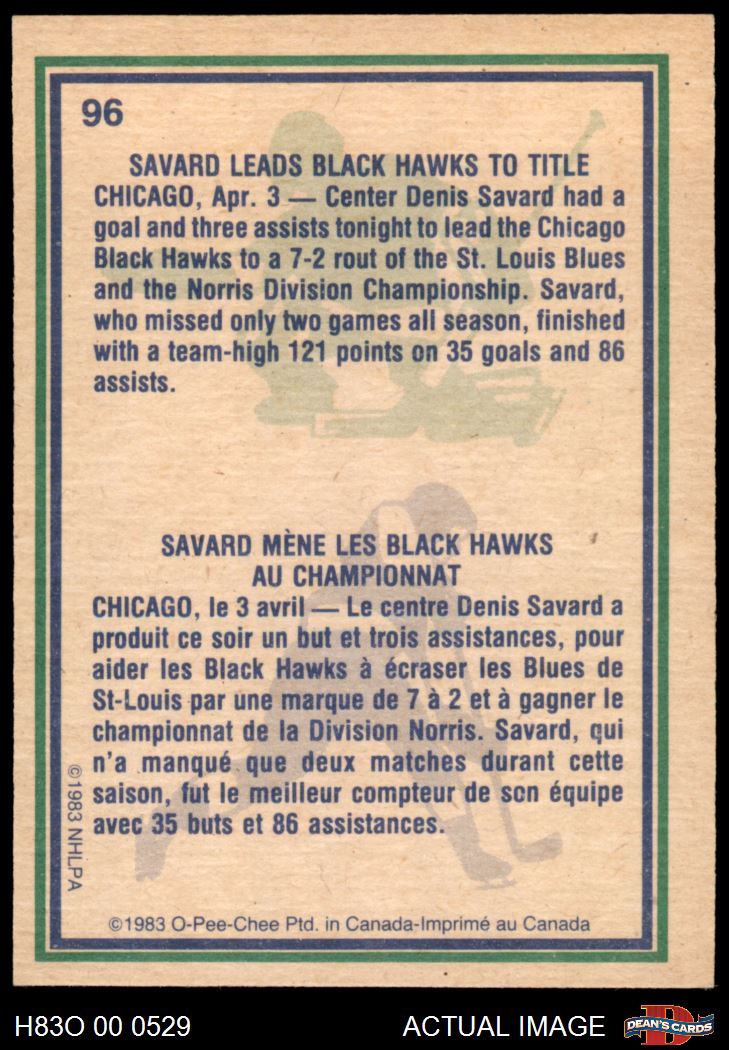 96
SAVARD LEADS BLACK HAWKS TO TITLE
CHICAGO, Apr. 3 — Center Denis Savard had a
goal and three assists tonight to lead the Chicago
Black Hawks to a 7-2 rout of the St. Louis Blues
and the Norris Division Championship. Savard,
who missed only two games all season, finished
with a team-high 121 points on 35 goals and 86
assists.
SAVARD MÈNE LES BLACK HAWKS
AU CHAMPIONNAT
CHICAGO, le 3 avril — Le centre Denis Savard a
produit ce soir un but et trois assistances, pour
aider les Black Hawks à écraser les Blues de
St-Louis par une marque de 7 à 2 et à gagner le
championnat de la Division Norris. Savard, qui
n'a manqué que deux matches durant cette
saison, fut le meilleur compteur de son équipe
avec 35 buts et 86 assistances.
©1983 NHLPA
©1983 O-Pee-Chee Ptd. in Canada-Imprimé au Canada
H83O 00 0529
ACTUAL IMAGE
D
DEAN'S CARDS